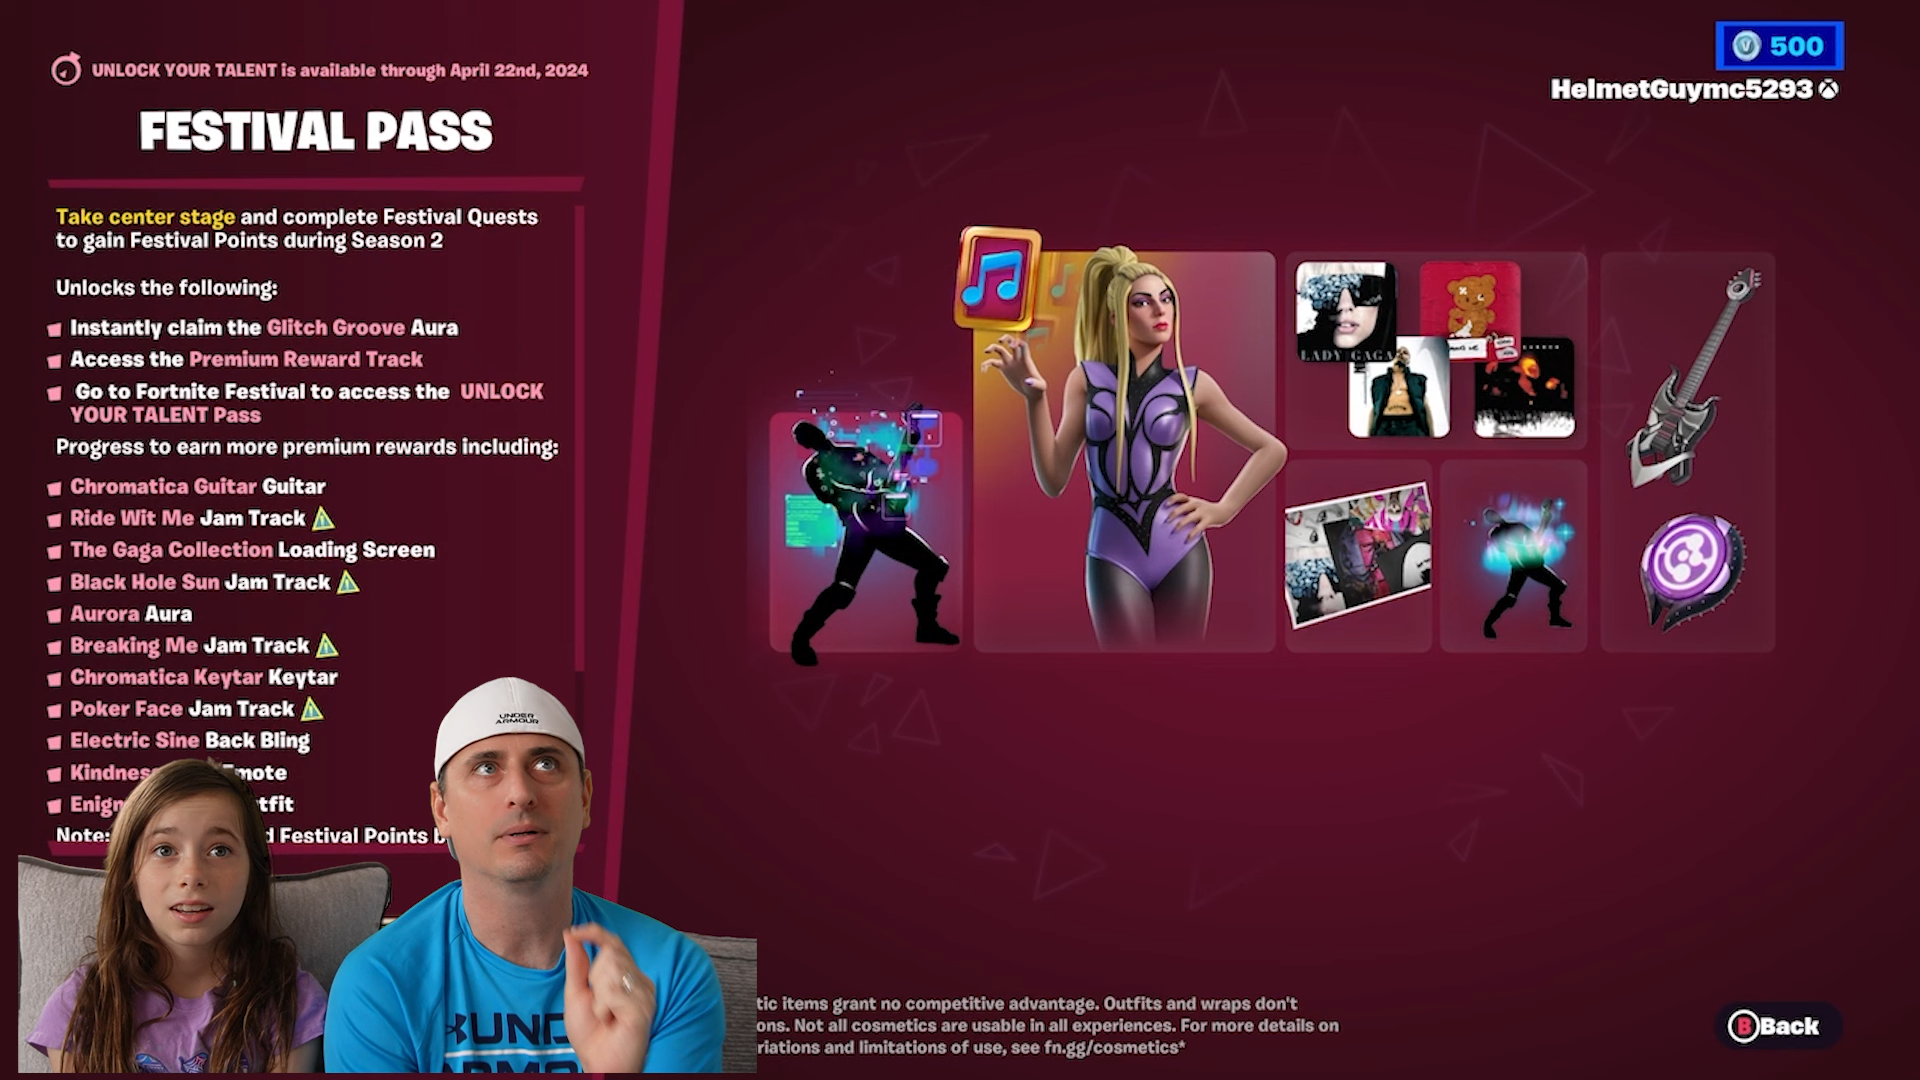 UNLOCK YOUR TALENT is available through April 22nd, 2024
FESTIVAL PASS
Take center stage and complete Festival Quests
to gain Festival Points during Season 2
Unlocks the following:
Instantly claim the Glitch Groove Aura
Access the Premium Reward Track
Go to Fortnite Festival to access the UNLOCK
YOUR TALENT Pass
Progress to earn more premium rewards including:
Chromatica Guitar Guitar
Ride Wit Me Jam Track
The Gaga Collection Loading Screen
Black Hole Sun Jam Track
Aurora Aura
Breaking Me Jam Track
Chromatica Keytar Keytar
Poker Face Jam Track
Electric Sine Back Bling
Note: Festival Points
500
HelmetGuymc5293
LADY GAGA
UNDER
ARMOUR
UND
ARMOU
items grant no competitive advantage. Outfits and wraps don't
Not all cosmetics are usable in all experiences. For more details on
and limitations of use, see fn.gg/cosmetics*
B Back